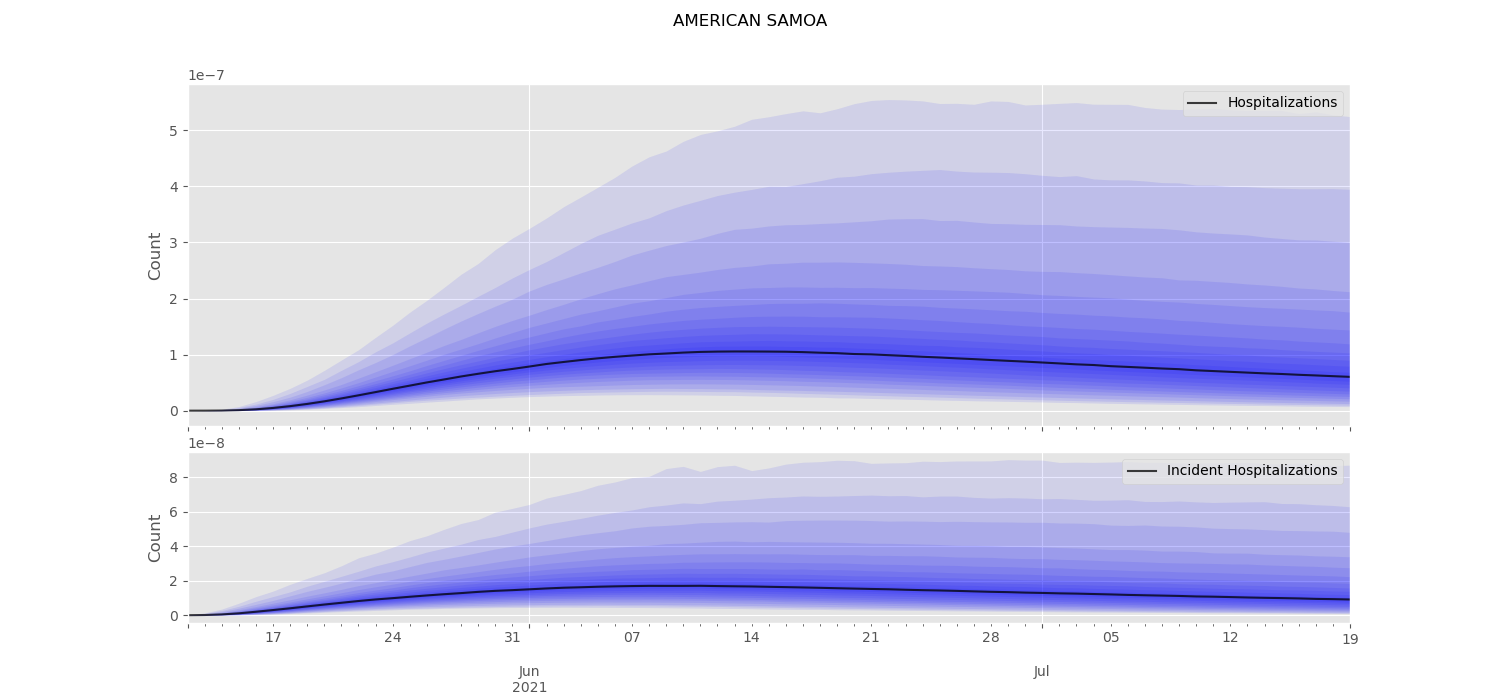 AMERICAN SAMOA
1e−7
Hospitalizations
5
4
3
2
1
0
Count
1e−8
Incident Hospitalizations
8
6
4
2
0
Count
17 24 31 07 14 21 28 05 12 19
Jun Jul
2021